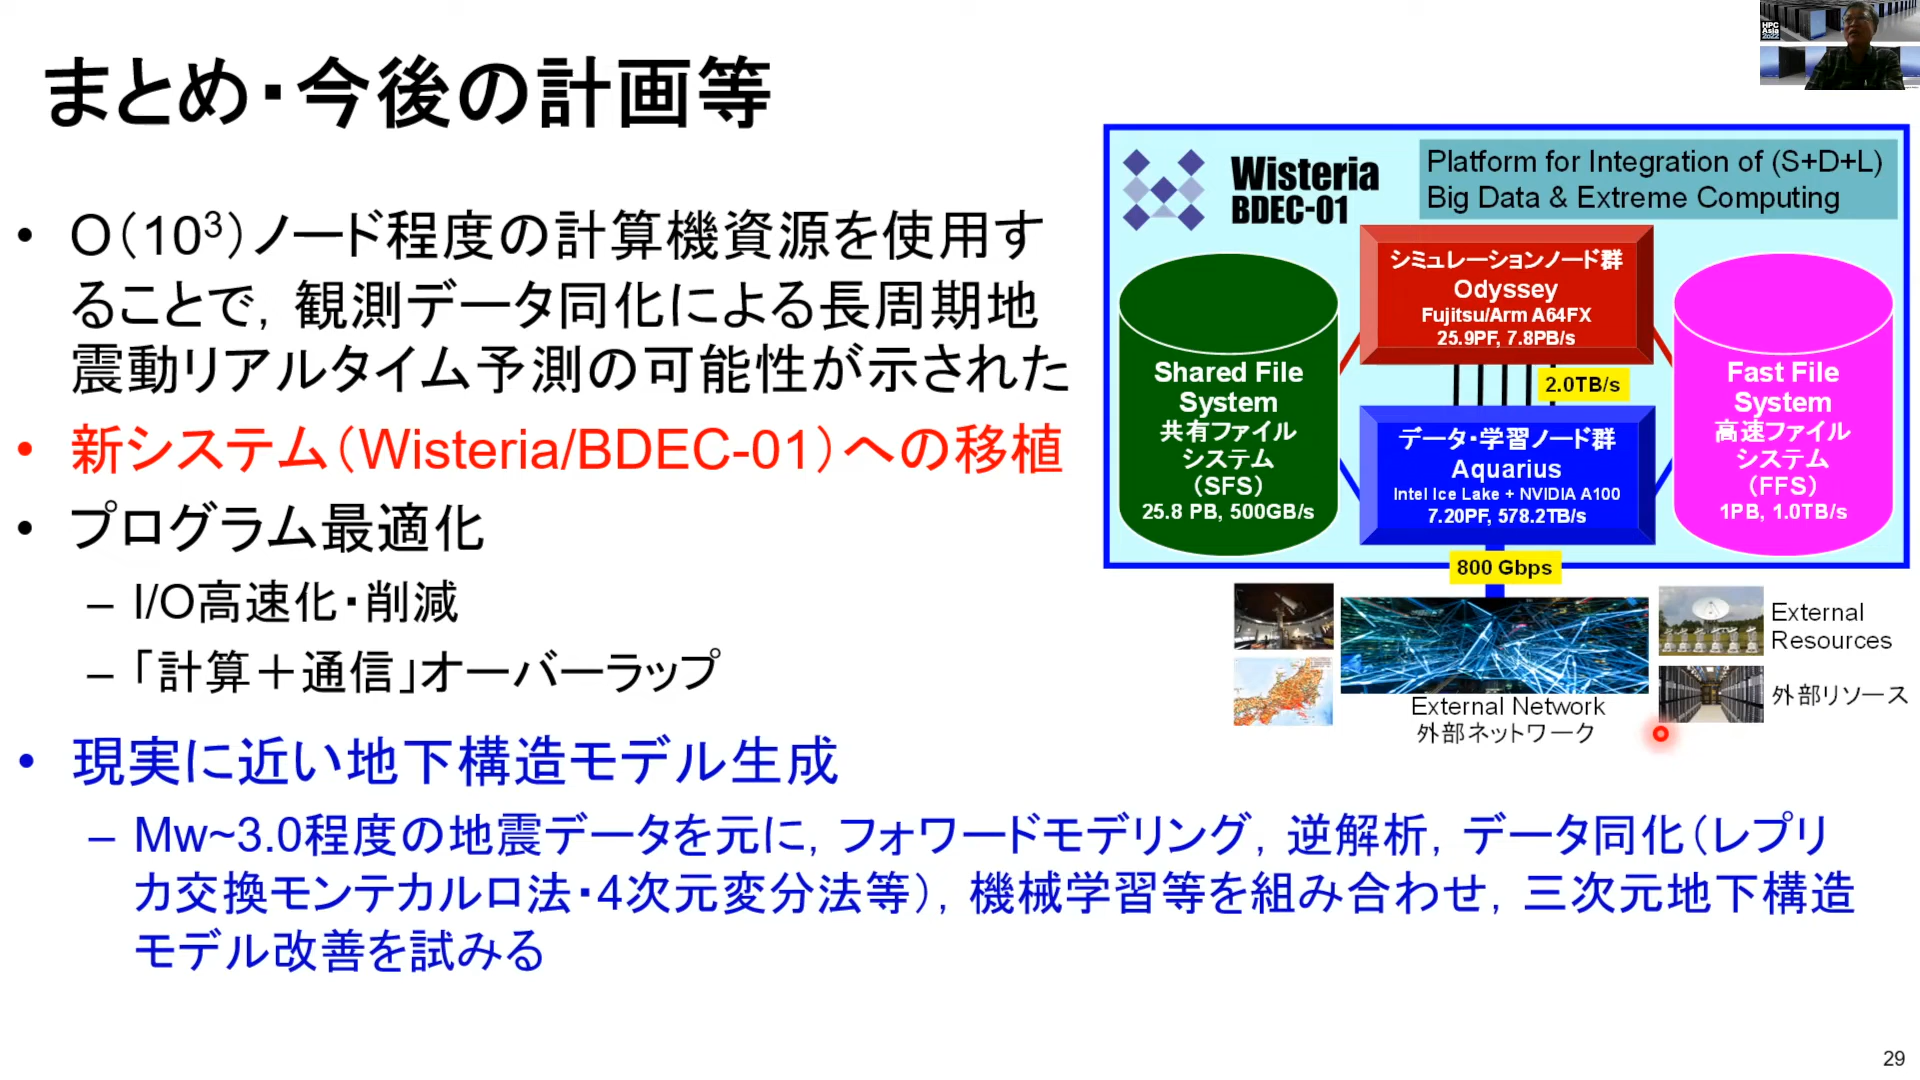 まとめ・今後の計画等
• O（10³）ノード程度の計算機資源を使用す
ることで，観測データ同化による長周期地
震動リアルタイム予測の可能性が示された
• 新システム（Wisteria/BDEC-01）への移植
• プログラム最適化
– I/O高速化・削減
– 「計算＋通信」オーバーラップ
• 現実に近い地下構造モデル生成
– Mw~3.0程度の地震データを元に，フォワードモデリング，逆解析，データ同化（レプリ
カ交換モンテカルロ法・4次元変分法等），機械学習等を組み合わせ，三次元地下構造
モデル改善を試みる
Wisteria
BDEC-01
Platform for Integration of (S+D+L)
Big Data & Extreme Computing
シミュレーションノード群
Odyssey
Fujitsu/Arm A64FX
25.9PF, 7.8PB/s
2.0TB/s
Shared File
System
共有ファイル
システム
（SFS）
25.8 PB, 500GB/s
データ・学習ノード群
Aquarius
Intel Ice Lake + NVIDIA A100
7.20PF, 578.2TB/s
Fast File
System
高速ファイル
システム
（FFS）
1PB, 1.0TB/s
800 Gbps
External Network
外部ネットワーク
External
Resources
外部リソース
HPC
Asia
2022
29